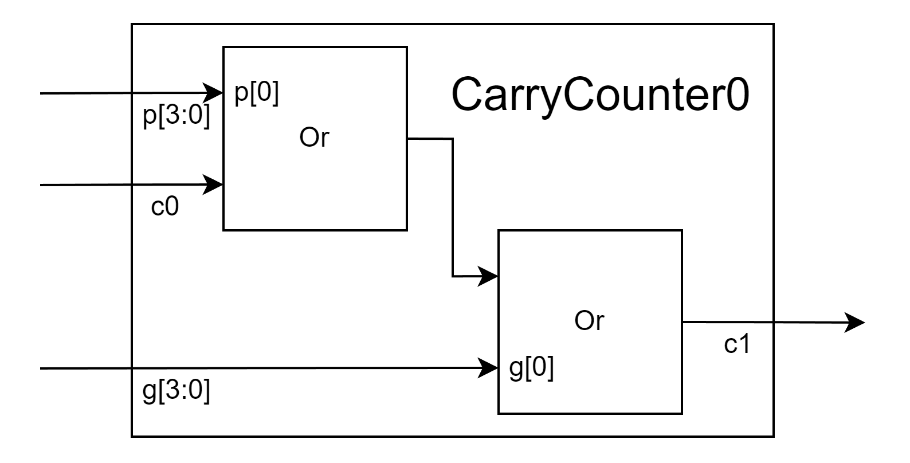 CarryCounter0
p[0]
p[3:0]
Or
c0
Or
c1
g[0]
g[3:0]